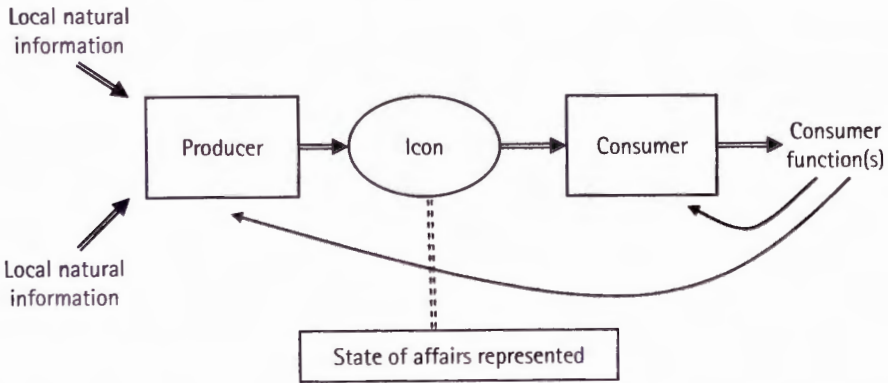 Local natural
information
Producer
Icon
Consumer
Consumer
function(s)
Local natural
information
State of affairs represented